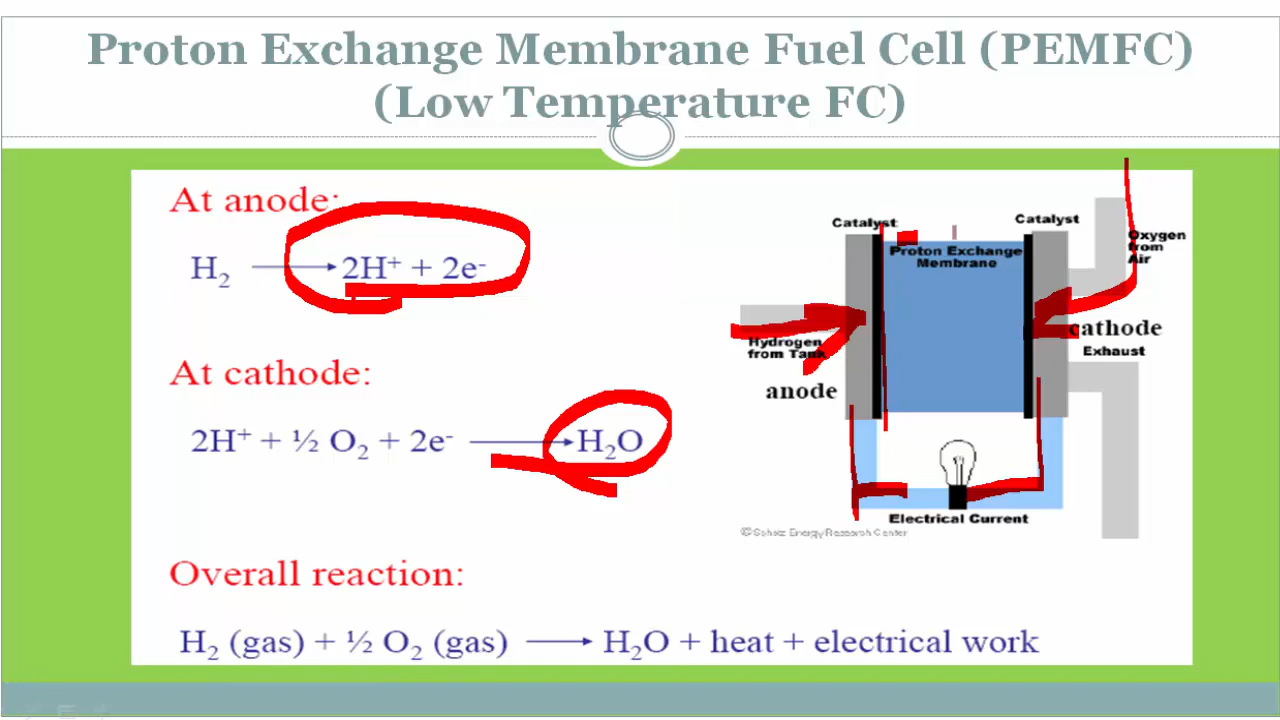 Proton Exchange Membrane Fuel Cell (PEMFC)
(Low Temperature FC)
At anode:
H₂ ⟶ 2H⁺ + 2e⁻
At cathode:
2H⁺ + ½ O₂ + 2e⁻ ⟶ H₂O
Overall reaction:
H₂ (gas) + ½ O₂ (gas) ⟶ H₂O + heat + electrical work
Catalyst
Catalyst
Proton Exchange
Membrane
Oxygen
from
Air
Hydrogen
from Tank
anode
cathode
Exhaust
Electrical Current
Energy Research Center